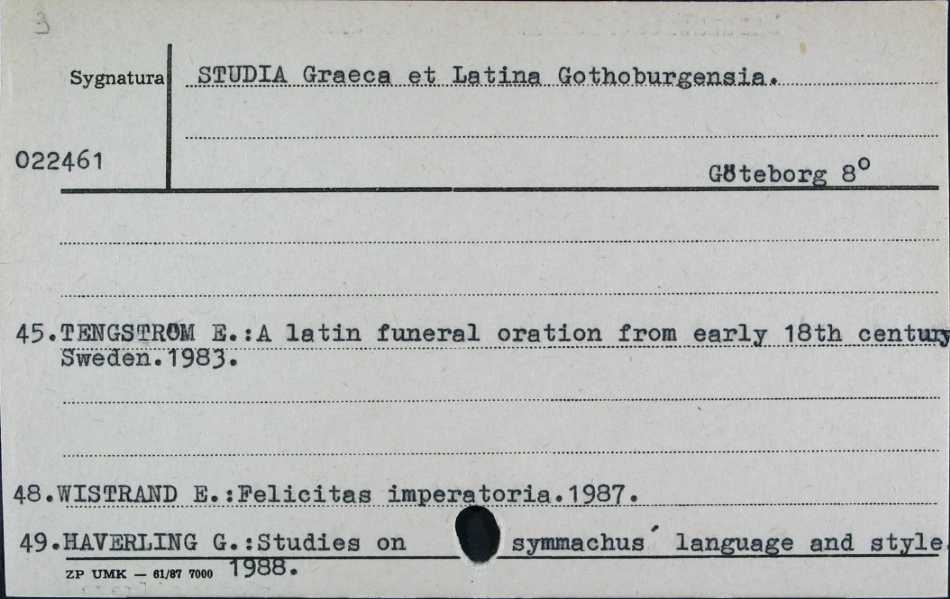 3
Sygnatura
STUDIA Graeca et Latina Gothoburgensia.
022461
Göteborg 8°
45.TENGSTRÖM E.:A latin funeral oration from early 18th century
Sweden.1983.
48.WISTRAND E.:Felicitas imperatoria.1987.
49.HAVERLING G.:Studies on symmachus´ language and style.
ZP UMK — 61/87 7000 1988.